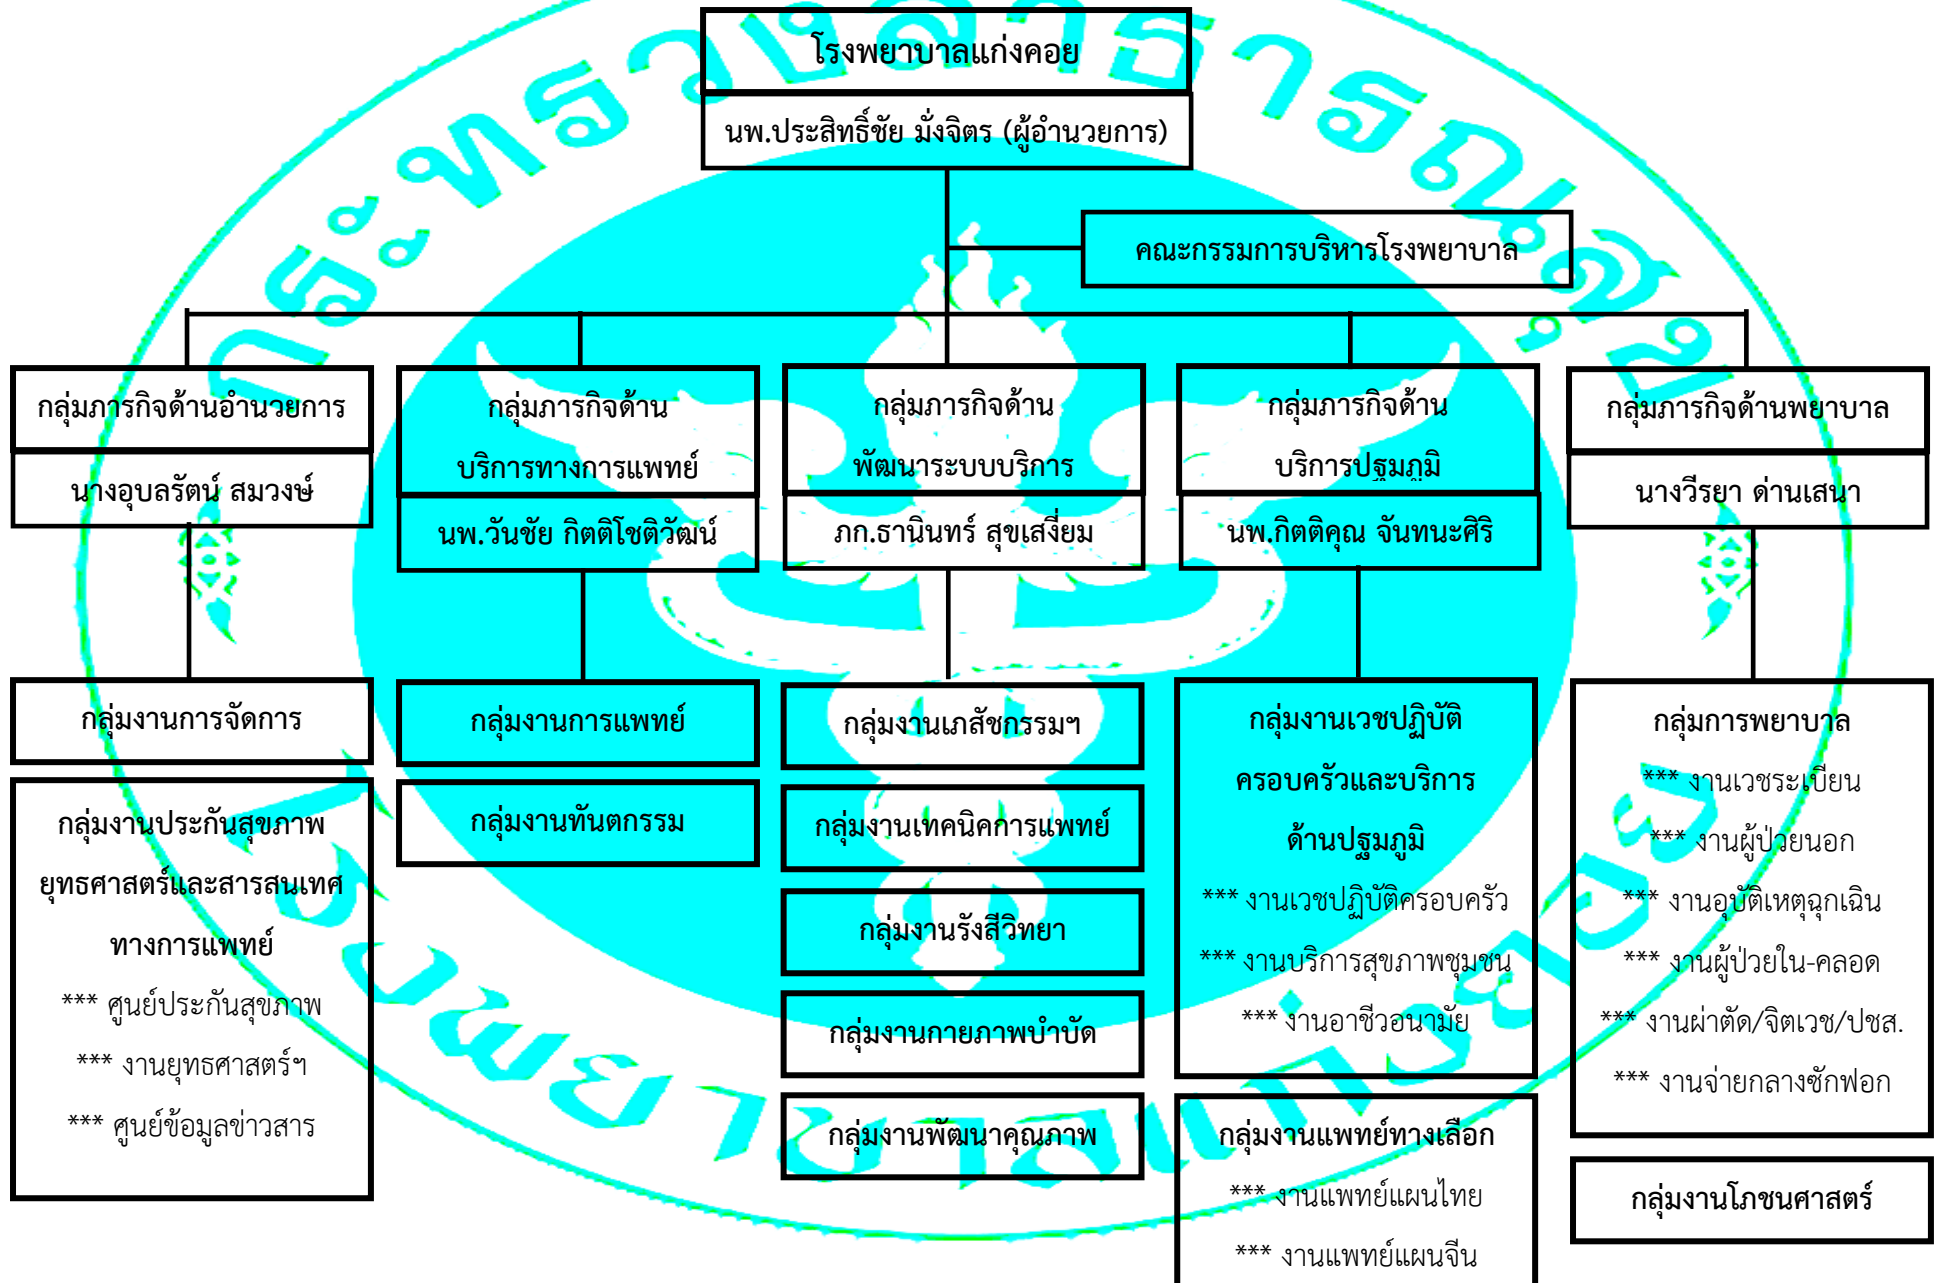 กระทรวงสาธารณสุข
โรงพยาบาลแก่งคอย
นพ.ประสิทธิ์ชัย มั่งจิตร (ผู้อำนวยการ)
คณะกรรมการบริหารโรงพยาบาล
กลุ่มภารกิจด้านอำนวยการ
นางอุบลรัตน์ สมวงษ์
กลุ่มภารกิจด้าน
บริการทางการแพทย์
นพ.วันชัย กิตติโชติวัฒน์
กลุ่มภารกิจด้าน
พัฒนาระบบบริการ
ภก.ธานินทร์ สุขเสงี่ยม
กลุ่มภารกิจด้าน
บริการปฐมภูมิ
นพ.กิตติคุณ จันทนะศิริ
กลุ่มภารกิจด้านพยาบาล
นางวีรยา ด่านเสนา
กลุ่มงานการจัดการ
กลุ่มงานประกันสุขภาพ
ยุทธศาสตร์และสารสนเทศ
ทางการแพทย์
*** ศูนย์ประกันสุขภาพ
*** งานยุทธศาสตร์ฯ
*** ศูนย์ข้อมูลข่าวสาร
กลุ่มงานการแพทย์
กลุ่มงานทันตกรรม
กลุ่มงานเภสัชกรรมฯ
กลุ่มงานเทคนิคการแพทย์
กลุ่มงานรังสีวิทยา
กลุ่มงานกายภาพบำบัด
กลุ่มงานพัฒนาคุณภาพ
กลุ่มงานเวชปฏิบัติ
ครอบครัวและบริการ
ด้านปฐมภูมิ
*** งานเวชปฏิบัติครอบครัว
*** งานบริการสุขภาพชุมชน
*** งานอาชีวอนามัย
กลุ่มงานแพทย์ทางเลือก
*** งานแพทย์แผนไทย
*** งานแพทย์แผนจีน
กลุ่มการพยาบาล
*** งานเวชระเบียน
*** งานผู้ป่วยนอก
*** งานอุบัติเหตุฉุกเฉิน
*** งานผู้ป่วยใน-คลอด
*** งานผ่าตัด/จิตเวช/ปชส.
*** งานจ่ายกลางซักฟอก
กลุ่มงานโภชนศาสตร์
โรงพยาบาลแก่งคอย